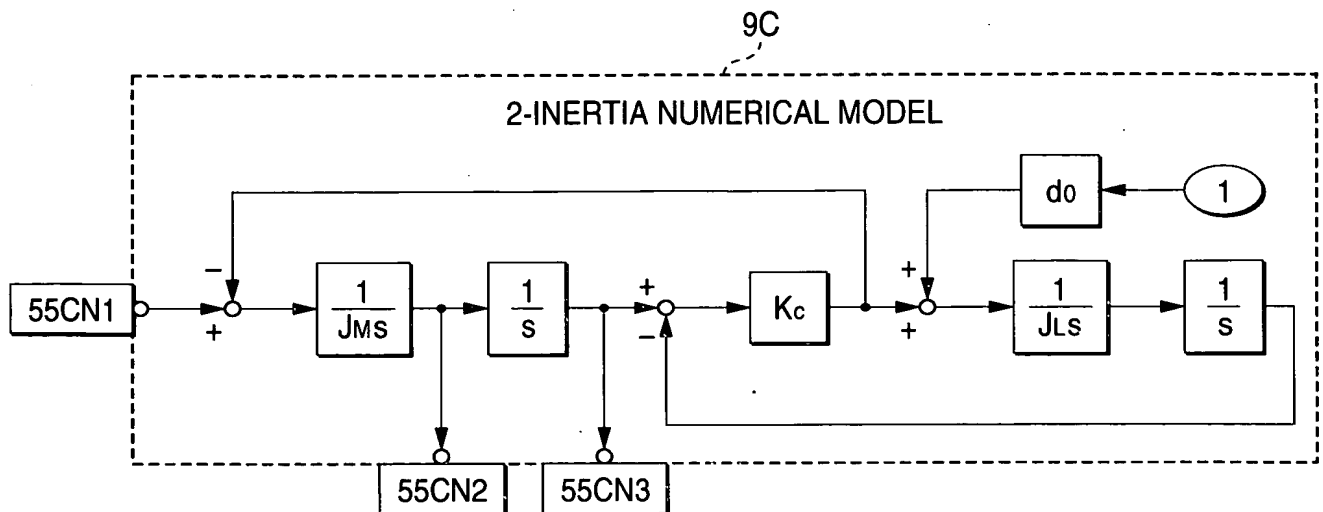 9C
2-INERTIA NUMERICAL MODEL
d0
1
−
+
55CN1
1
JMS
1
s
+
−
Kc
+
+
1
JLS
1
s
55CN2
55CN3